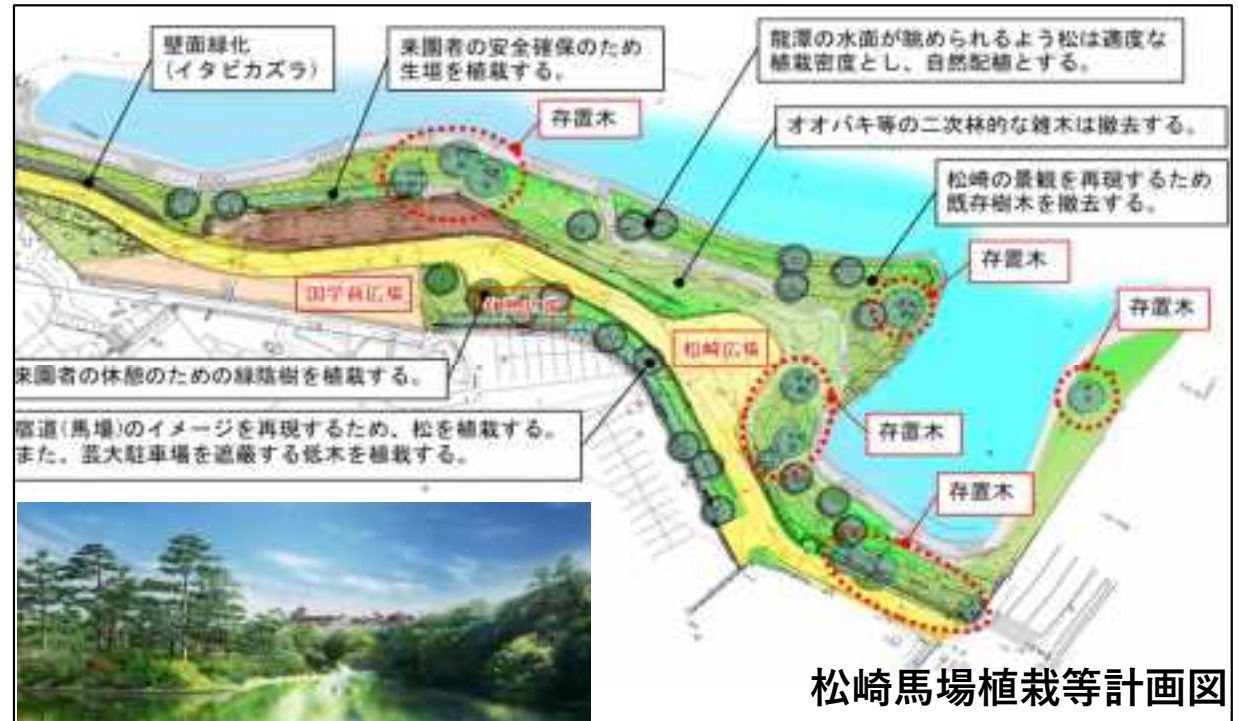 壁面緑化
(イタビカズラ)
来園者の安全確保のため
生垣を植栽する。
龍潭の水面が眺められるよう松は適度な
植栽密度とし、自然配植とする。
存置木
オオバキ等の二次林的な雑木は撤去する。
松崎の景観を再現するため
既存樹木を撤去する。
存置木
存置木
国学前広場
松崎広場
来園者の休憩のための緑陰樹を植栽する。
存置木
宿道(馬場)のイメージを再現するため、松を植栽する。
また、芸大駐車場を遮蔽する低木を植栽する。
存置木
松崎馬場植栽等計画図